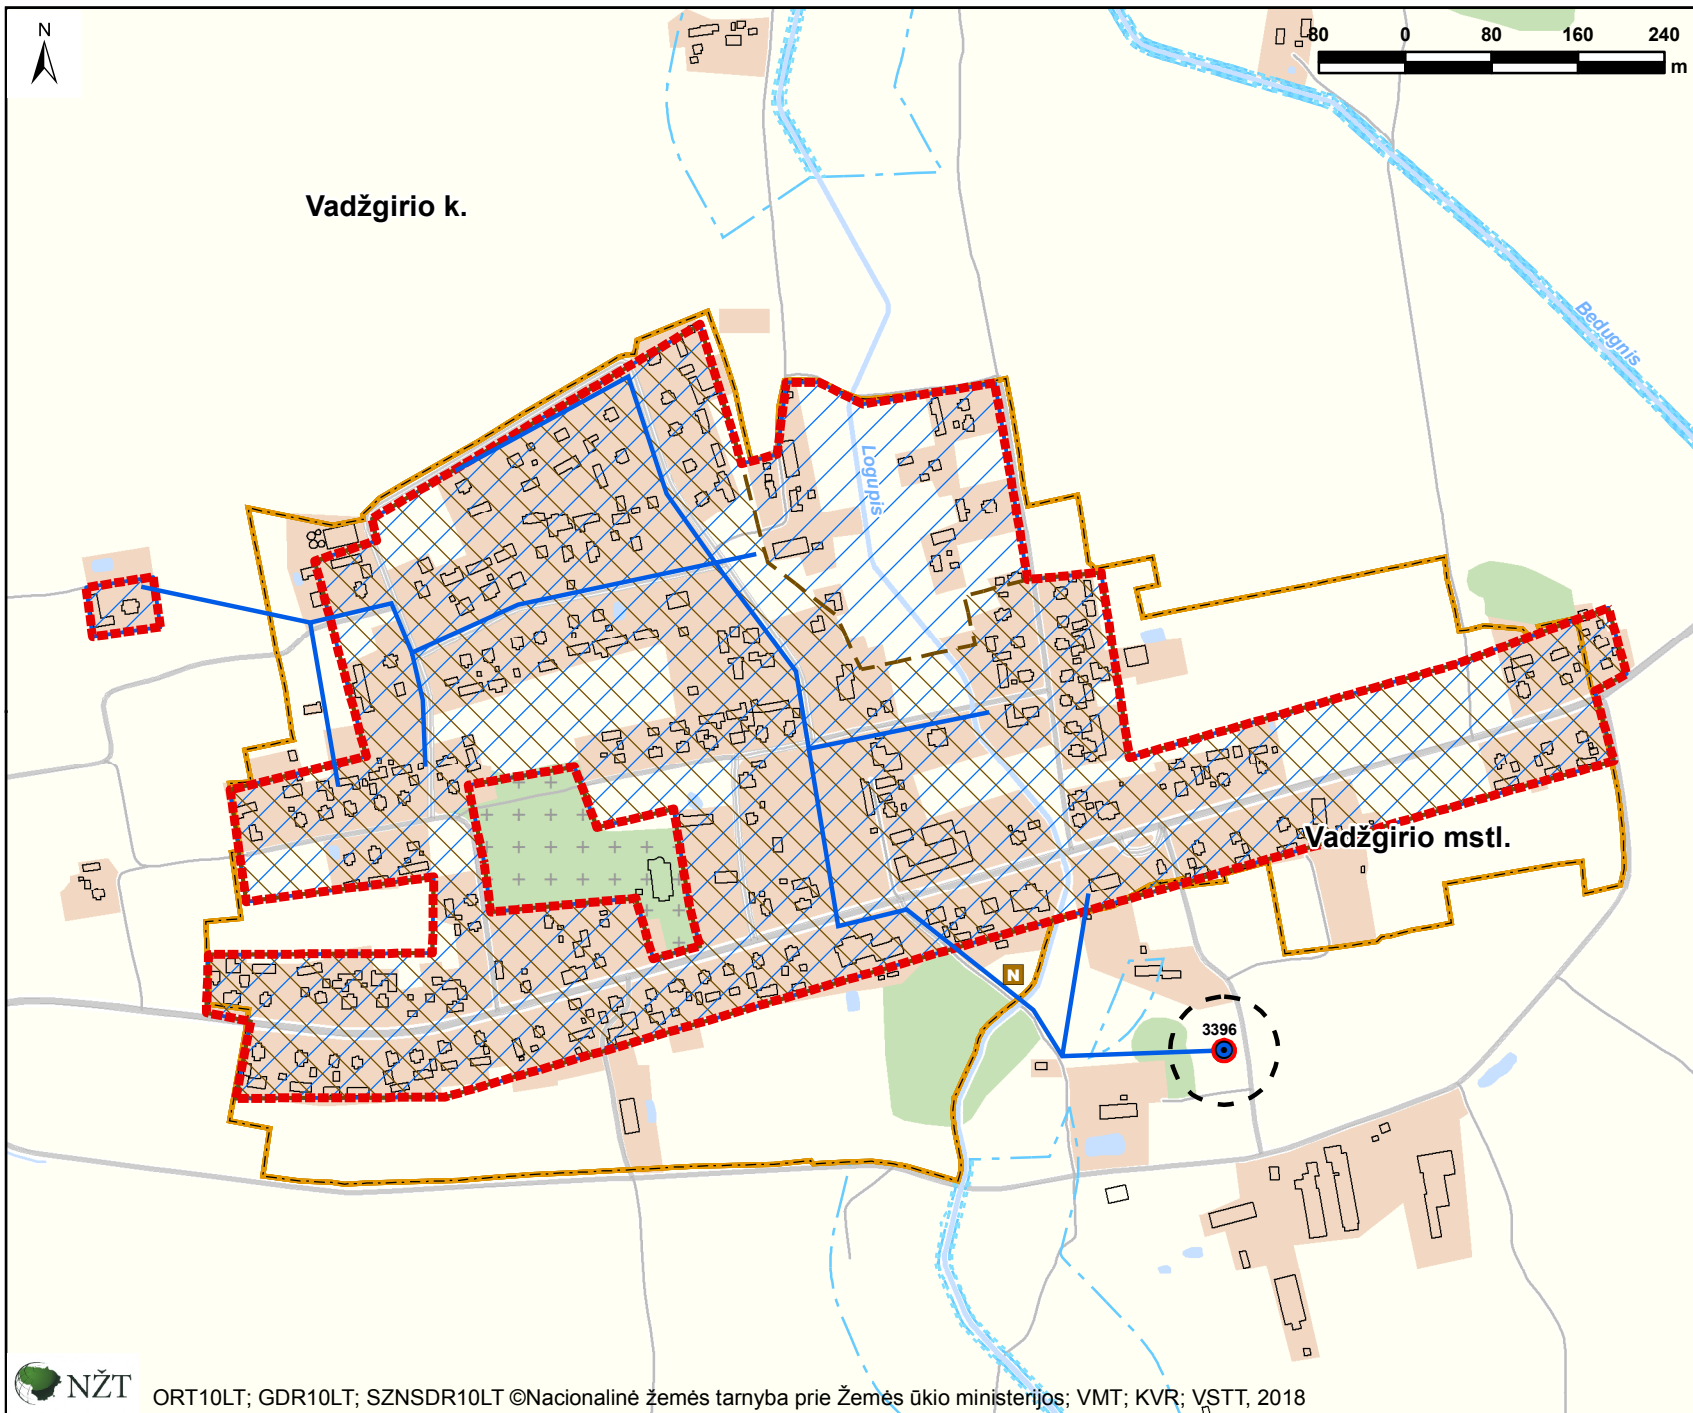 N
80 0 80 160 240
m
Vadžgirio k.
Bedugnis
Logupis
Vadžgirio mstl.
N
3396
NŽT
ORT10LT; GDR10LT; SZNSDR10LT ©Nacionalinė žemės tarnyba prie Žemės ūkio ministerijos; VMT; KVR; VSTT, 2018